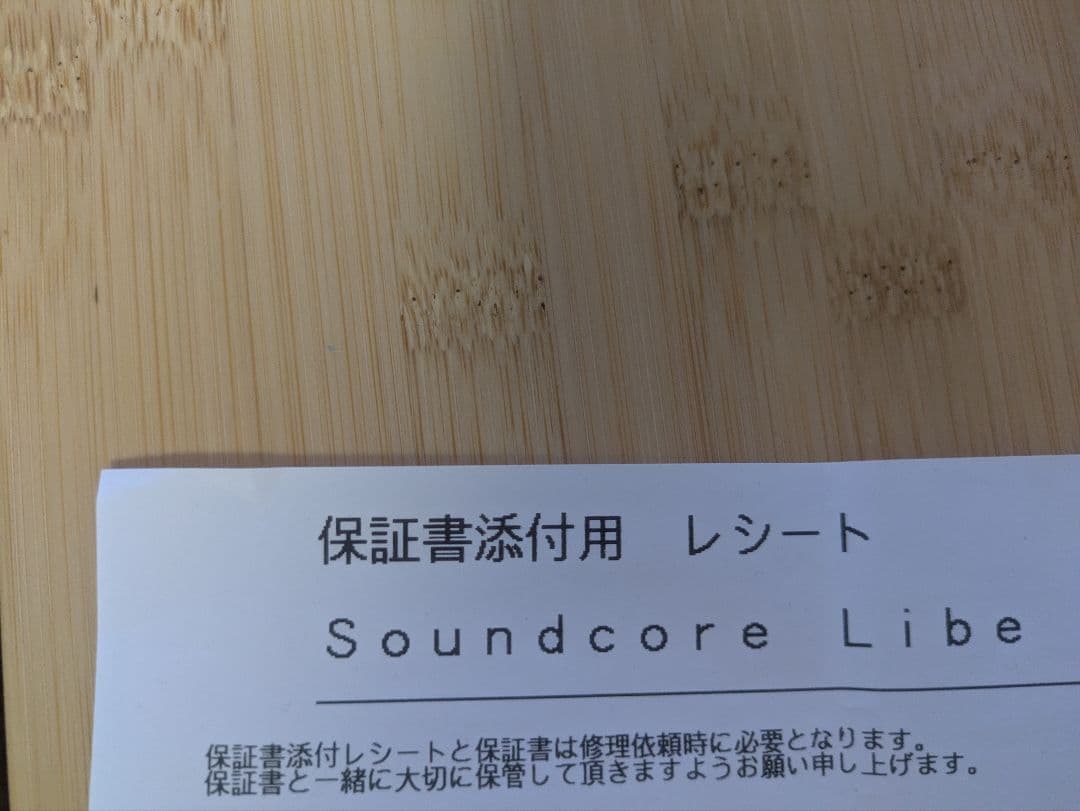 保証書添付用　レシート
Ｓｏｕｎｄｃｏｒｅ　Ｌｉｂｅ
保証書添付レシートと保証書は修理依頼時に必要となります。
保証書と一緒に大切に保管して頂きますようお願い申し上げます。